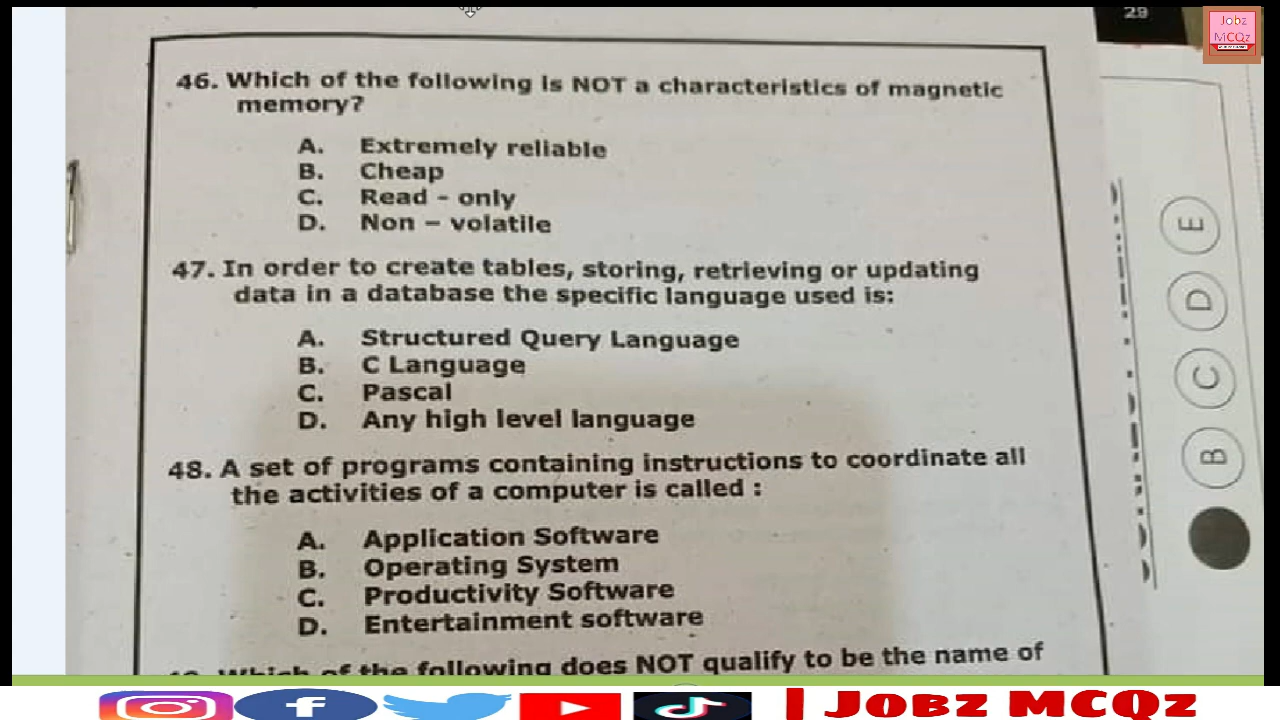 29
Jobz
MCQz
46. Which of the following is NOT a characteristics of magnetic
memory?
A. Extremely reliable
B. Cheap
C. Read - only
D. Non – volatile
47. In order to create tables, storing, retrieving or updating
data in a database the specific language used is:
A. Structured Query Language
B. C Language
C. Pascal
D. Any high level language
48. A set of programs containing instructions to coordinate all
the activities of a computer is called :
A. Application Software
B. Operating System
C. Productivity Software
D. Entertainment software
Which of the following does NOT qualify to be the name of
B C D E
| Jobz MCQz